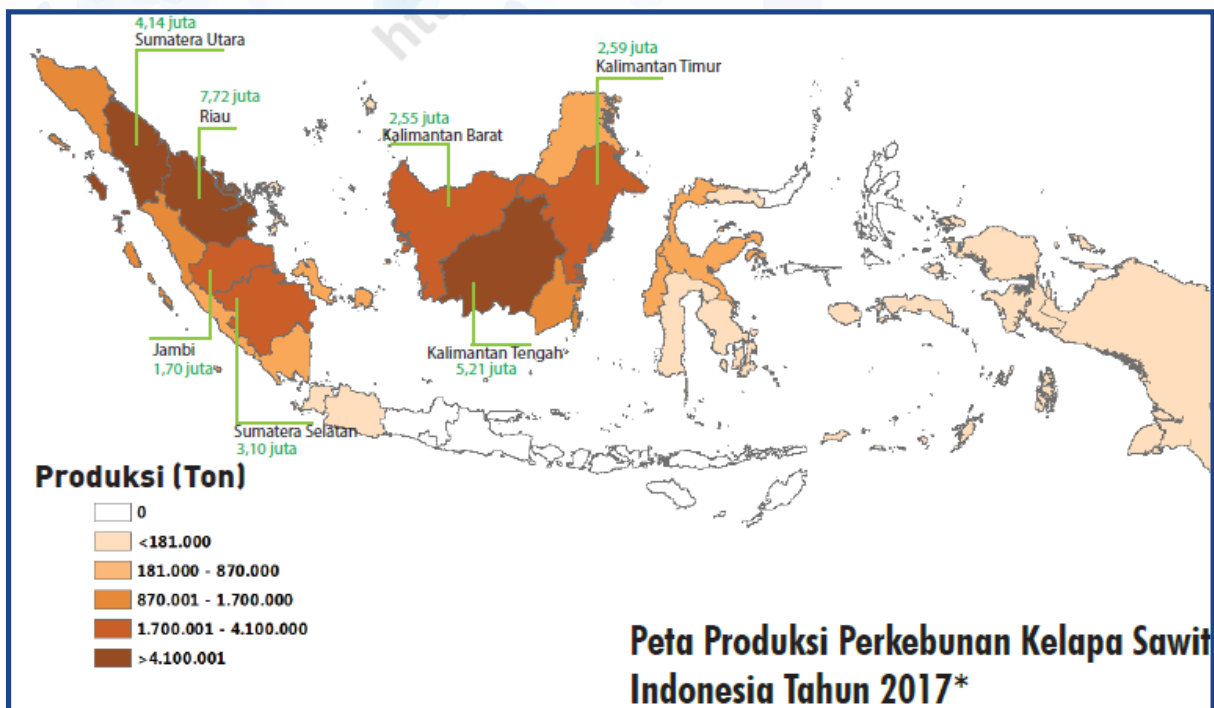 4,14 juta
Sumatera Utara
7,72 juta
Riau
2,55 juta
Kalimantan Barat
2,59 juta
Kalimantan Timur
Jambi
1,70 juta
Sumatera Selatan
3,10 juta
Kalimantan Tengah
5,21 juta
Produksi (Ton)
0
<181.000
181.000 - 870.000
870.001 - 1.700.000
1.700.001 - 4.100.000
>4.100.001
Peta Produksi Perkebunan Kelapa Sawit
Indonesia Tahun 2017*